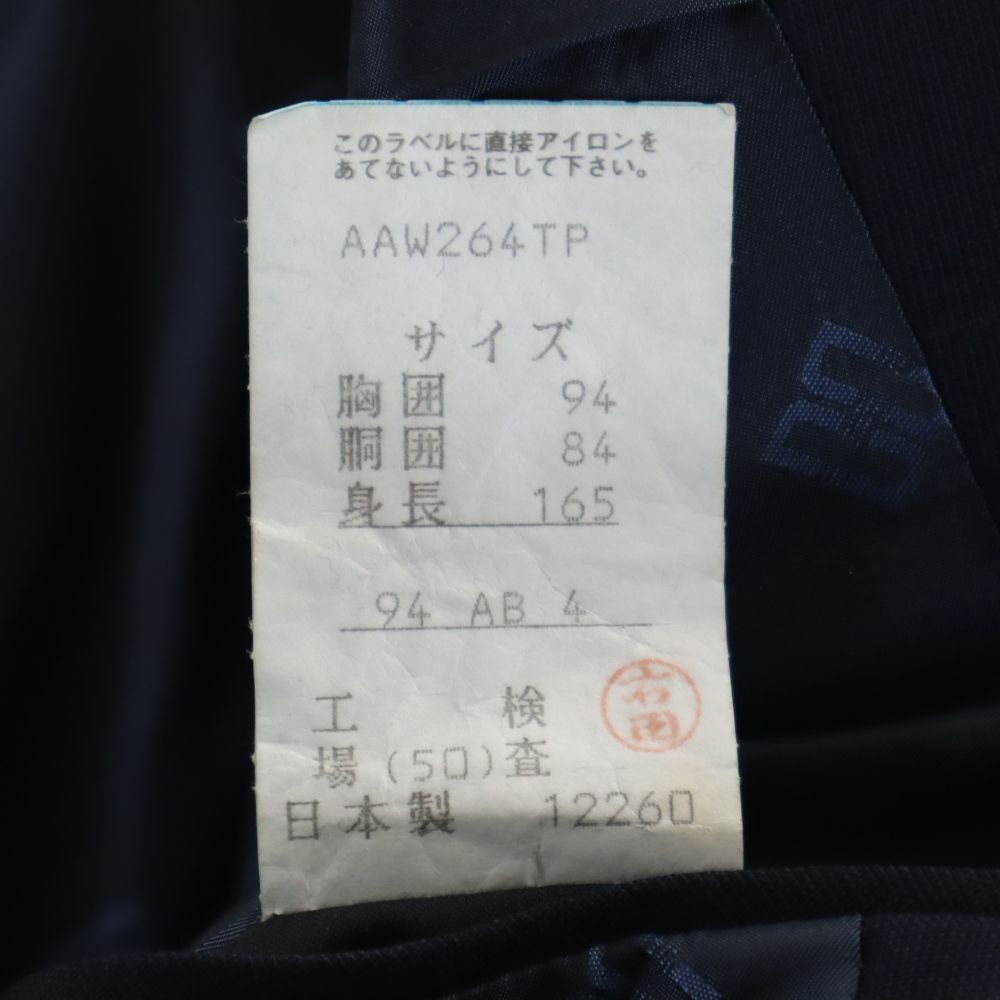 このラベルに直接アイロンを
あてないようにして下さい。
AAW264TP
サイズ
胸囲 94
胴囲 84
身長 165
94 AB 4
工 検
場(50)査
日本製 12260